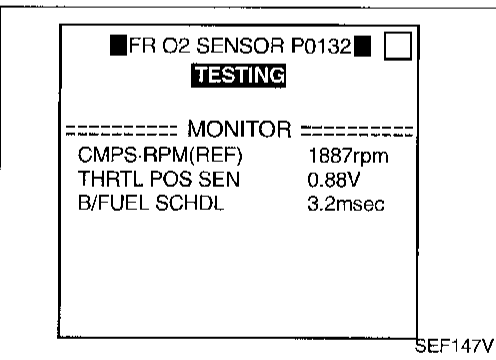 ■FR O2 SENSOR P0132■ □
TESTING
========== MONITOR ==========
CMPS·RPM(REF) 1887rpm
THRTL POS SEN 0.88V
B/FUEL SCHDL 3.2msec
SEF147V